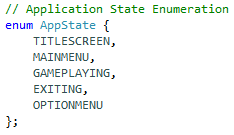 // Application State Enumeration
enum AppState {
    TITLESCREEN,
    MAINMENU,
    GAMEPLAYING,
    EXITING,
    OPTIONMENU
};